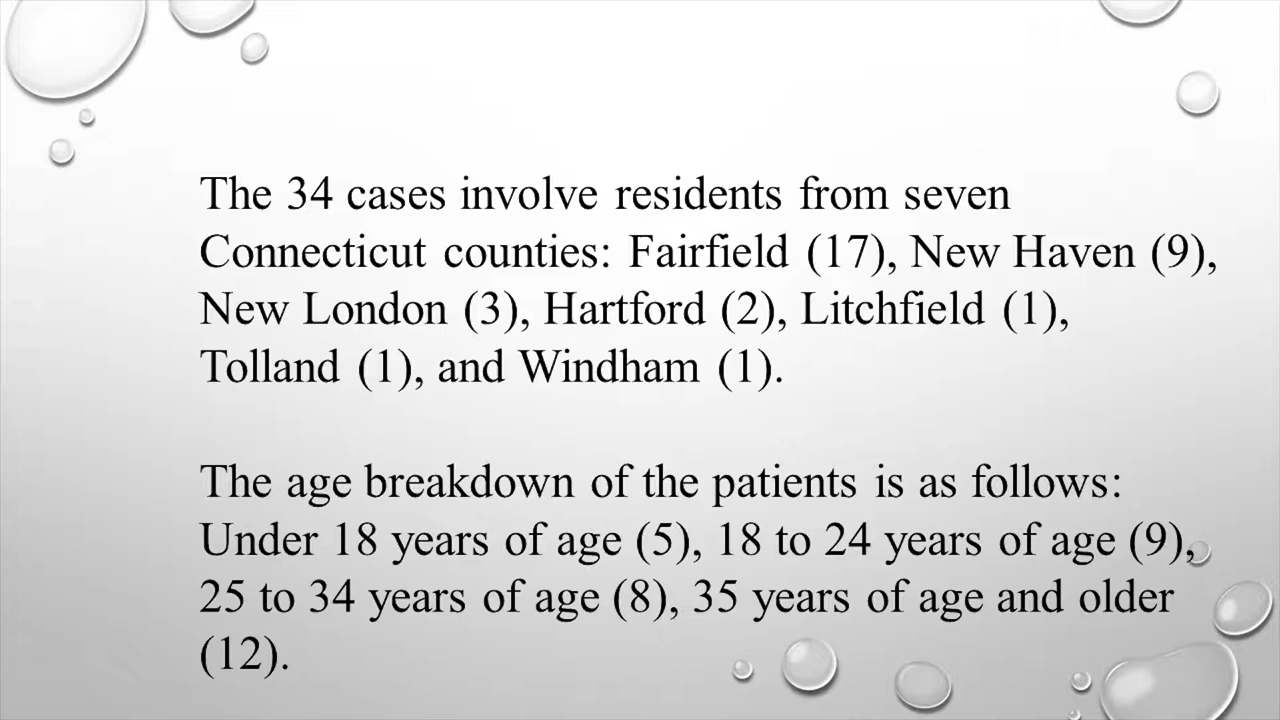 The 34 cases involve residents from seven
Connecticut counties: Fairfield (17), New Haven (9),
New London (3), Hartford (2), Litchfield (1),
Tolland (1), and Windham (1).
The age breakdown of the patients is as follows:
Under 18 years of age (5), 18 to 24 years of age (9),
25 to 34 years of age (8), 35 years of age and older
(12).